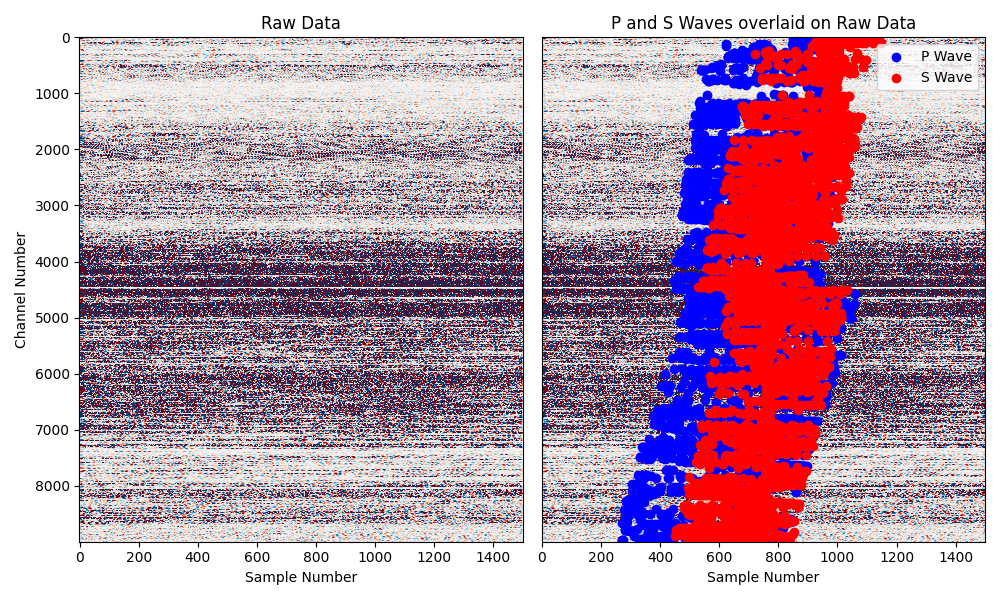 Raw Data
P and S Waves overlaid on Raw Data
Channel Number
0
1000
2000
3000
4000
5000
6000
7000
8000
P Wave
S Wave
0 200 400 600 800 1000 1200 1400
0 200 400 600 800 1000 1200 1400
Sample Number
Sample Number